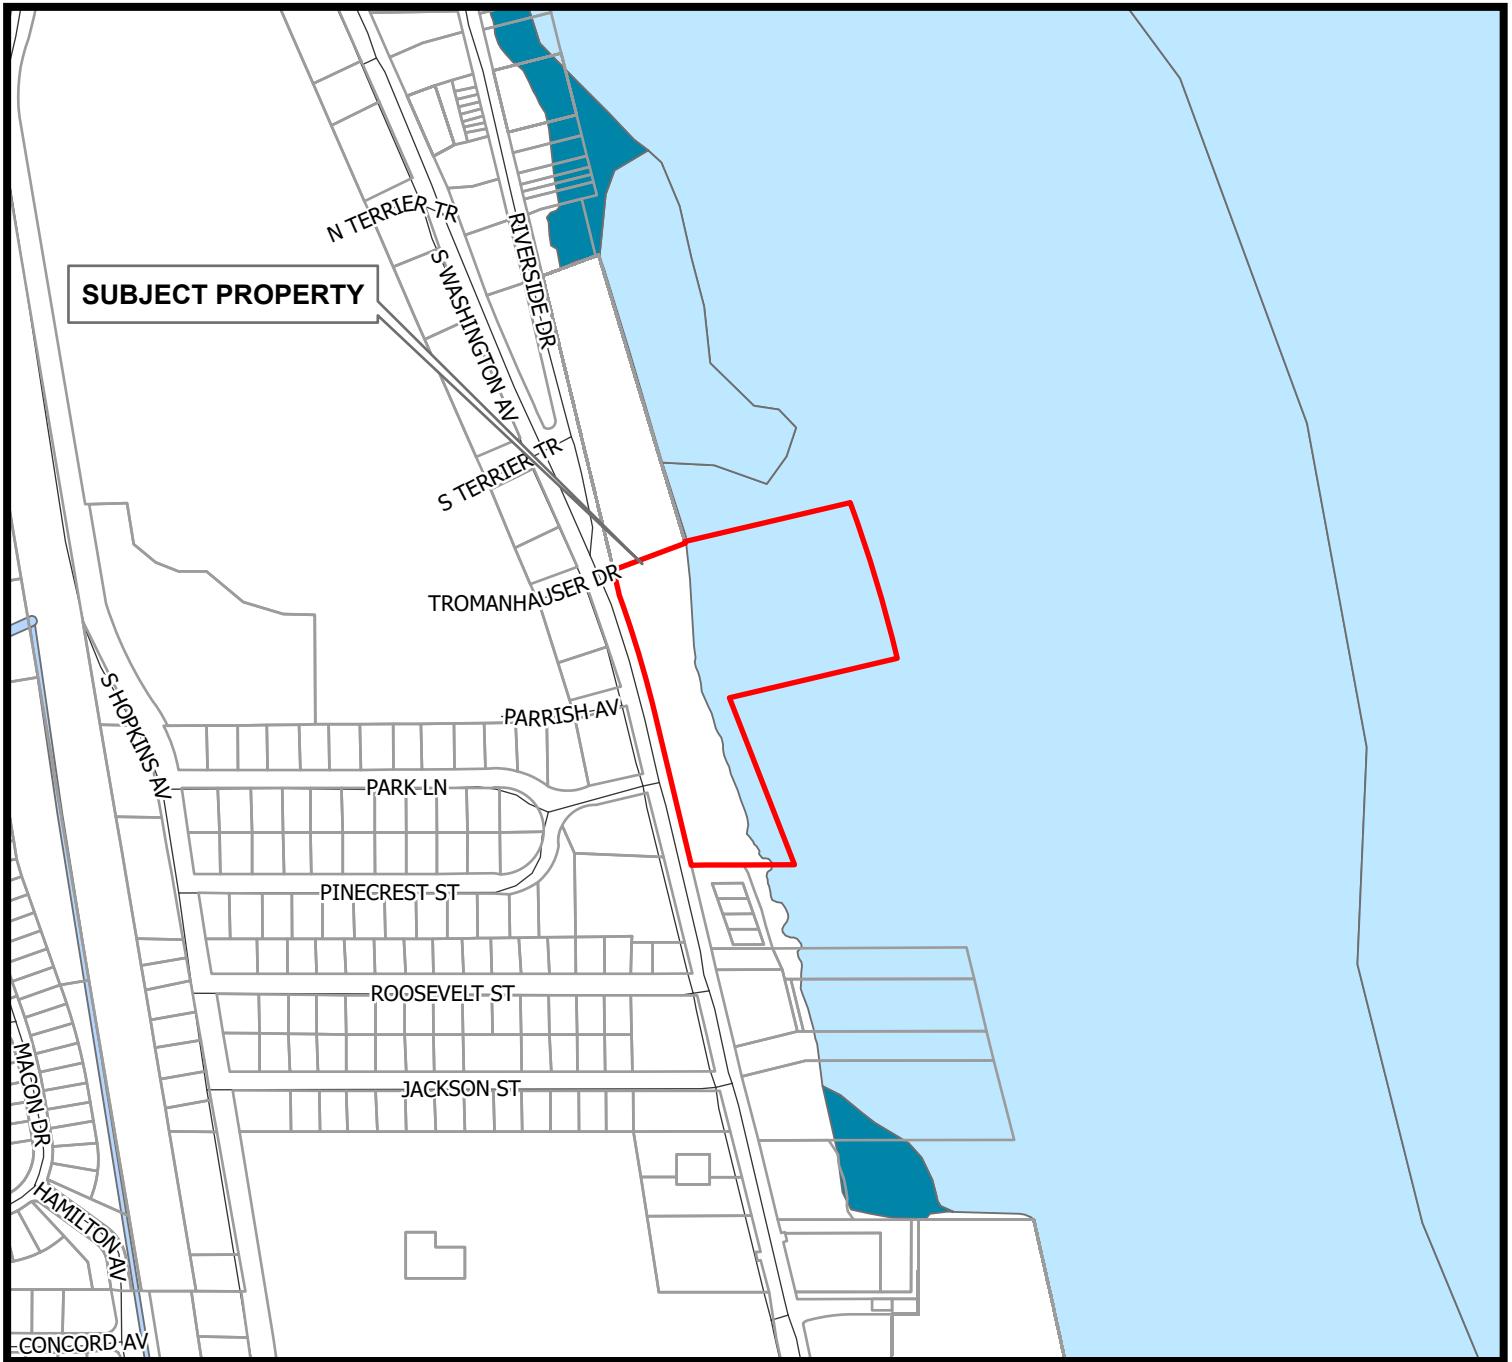 N TERRIER TR
RIVERSIDE DR
S WASHINGTON AV
SUBJECT PROPERTY
S TERRIER TR
TROMANHAUSER DR
S HOPKINS AV
PARRISH AV
PARK LN
PINECREST ST
ROOSEVELT ST
MACON DR
JACKSON ST
HAMILTON AV
CONCORD AV